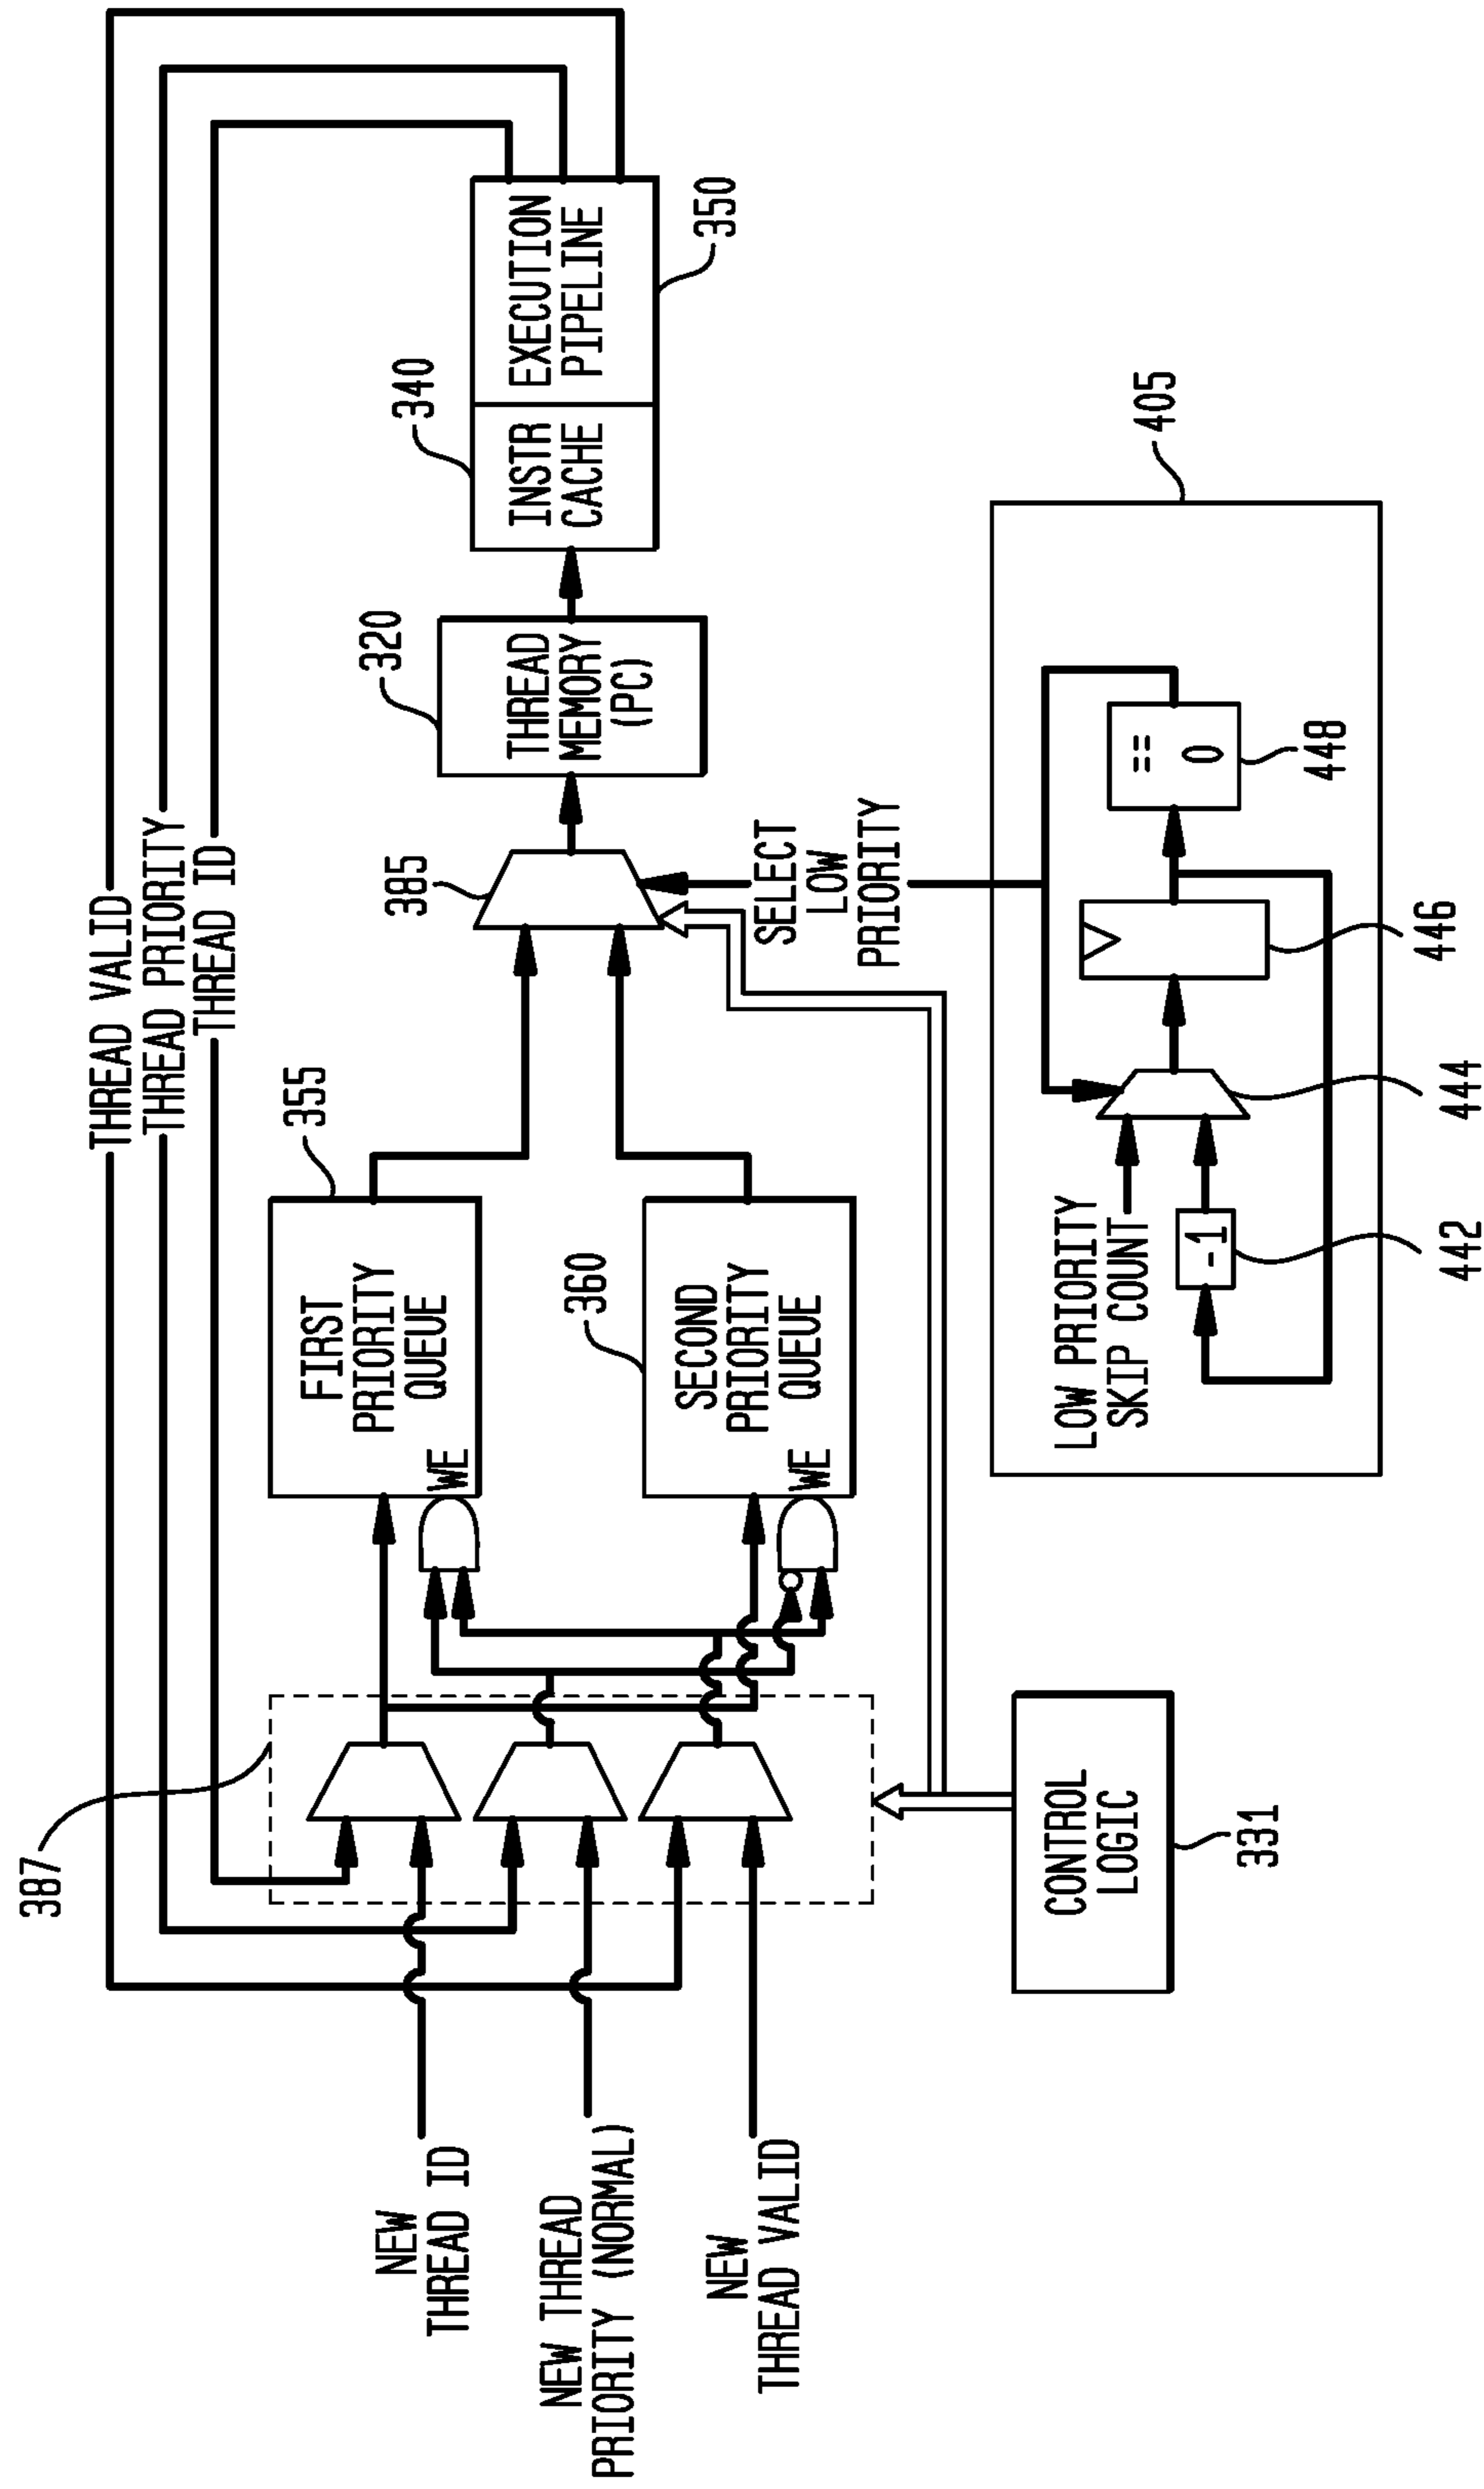 THREAD VALID
THREAD PRIORITY
THREAD ID
387
NEW
THREAD ID
NEW THREAD
PRIORITY (NORMAL)
NEW
THREAD VALID
355
FIRST
PRIORITY
QUEUE
WE
360
SECOND
PRIORITY
QUEUE
WE
385
320
THREAD
MEMORY
(PC)
340
INSTR
CACHE
EXECUTION
PIPELINE
350
SELECT
LOW
PRIORITY
CONTROL
LOGIC
331
405
LOW PRIORITY
SKIP COUNT
-1
==
0
442
444
446
448